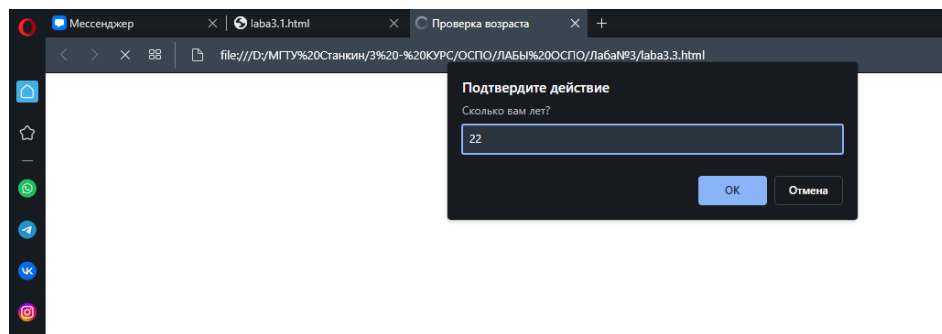 Мессенджер
laba3.1.html
Проверка возраста
file:///D:/МГТУ%20Станкин/3%20-%20КУРС/ОСПО/ЛАБЫ%20ОСПО/Лаба№3/laba3.3.html
Подтвердите действие
Сколько вам лет?
22
OK Отмена